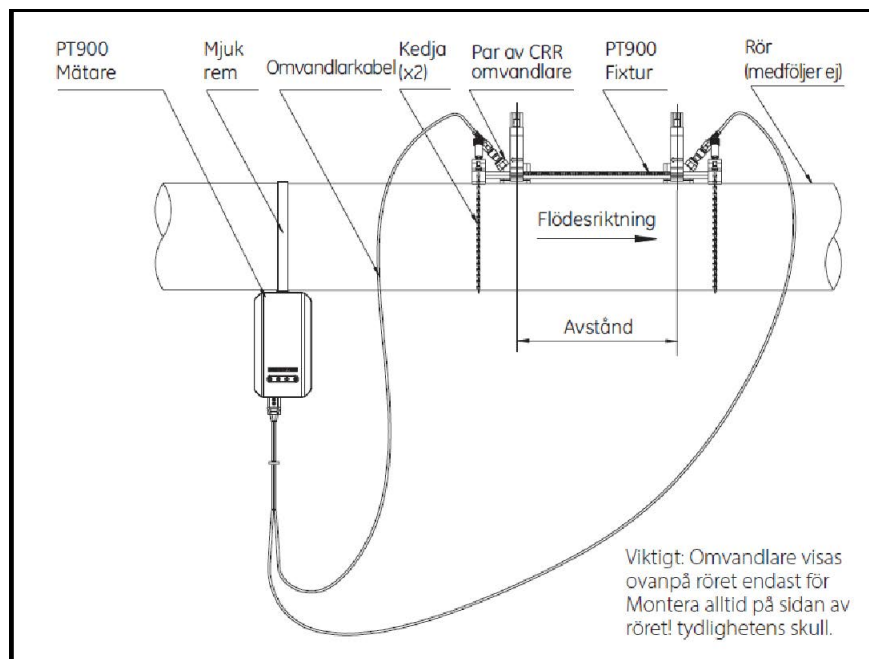 PT900
Mätare
Mjuk
rem
Omvandlarkabel
Kedja
(x2)
Par av CRR
omvandlare
PT900
Fixtur
Rör
(medföljer ej)
Flödesriktning
Avstånd
Viktigt: Omvandlare visas
ovanpå röret endast för
Montera alltid på sidan av
röret! tydlighetens skull.